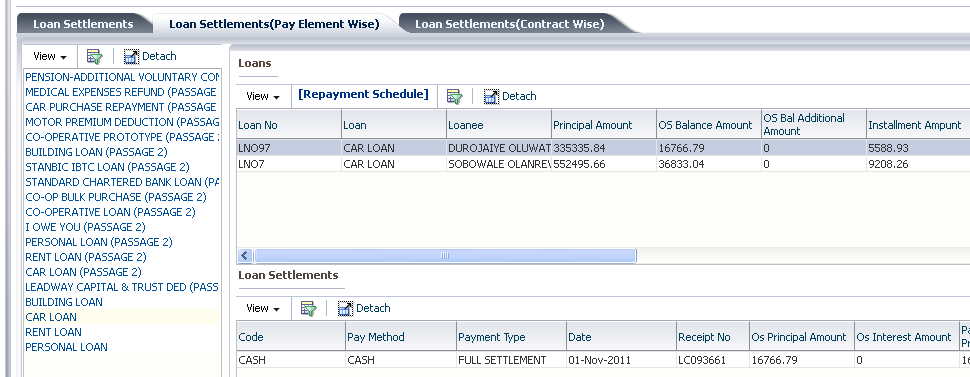 Loan Settlements
Loan Settlements(Pay Element Wise)
Loan Settlements(Contract Wise)
View
Detach
PENSION-ADDITIONAL VOLUNTARY CON
MEDICAL EXPENSES REFUND (PASSAGE
CAR PURCHASE REPAYMENT (PASSAGE
MOTOR PREMIUM DEDUCTION (PASSAGE
CO-OPERATIVE PROTOTYPE (PASSAGE
BUILDING LOAN (PASSAGE 2)
STANBIC IBTC LOAN (PASSAGE 2)
STANDARD CHARTERED BANK LOAN (PA
CO-OP BULK PURCHASE (PASSAGE 2)
CO-OPERATIVE LOAN (PASSAGE 2)
I OWE YOU (PASSAGE 2)
PERSONAL LOAN (PASSAGE 2)
RENT LOAN (PASSAGE 2)
CAR LOAN (PASSAGE 2)
LEADWAY CAPITAL & TRUST DED (PASS
BUILDING LOAN
CAR LOAN
RENT LOAN
PERSONAL LOAN
Loans
View [Repayment Schedule] Detach
Loan No Loan Loanee Principal Amount OS Balance Amount OS Bal Additional Amount Installment Ampunt
LNO97 CAR LOAN DUROJAIYE OLUWAT 335335.84 16766.79 0 5588.93
LNO7 CAR LOAN SOBOWALE OLANREW 552495.66 36833.04 0 9208.26
Loan Settlements
View Detach
Code Pay Method Payment Type Date Receipt No Os Principal Amount Os Interest Amount
CASH CASH FULL SETTLEMENT 01-Nov-2011 LC093661 16766.79 0